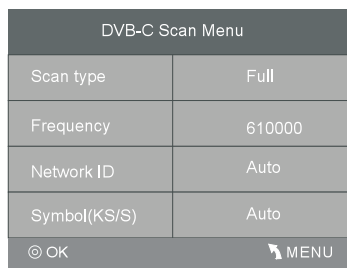 DVB-C Scan Menu
Scan type Full
Frequency 610000
Network ID Auto
Symbol(KS/S) Auto
OK MENU